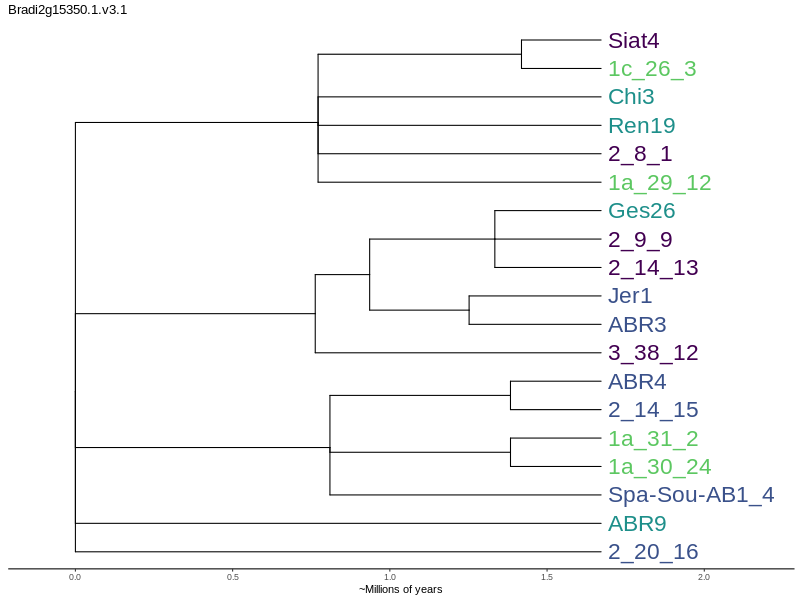 Bradi2g15350.1.v3.1
Siat4
1c_26_3
Chi3
Ren19
2_8_1
1a_29_12
Ges26
2_9_9
2_14_13
Jer1
ABR3
3_38_12
ABR4
2_14_15
1a_31_2
1a_30_24
Spa-Sou-AB1_4
ABR9
2_20_16
0.0 0.5 1.0 1.5 2.0
~Millions of years